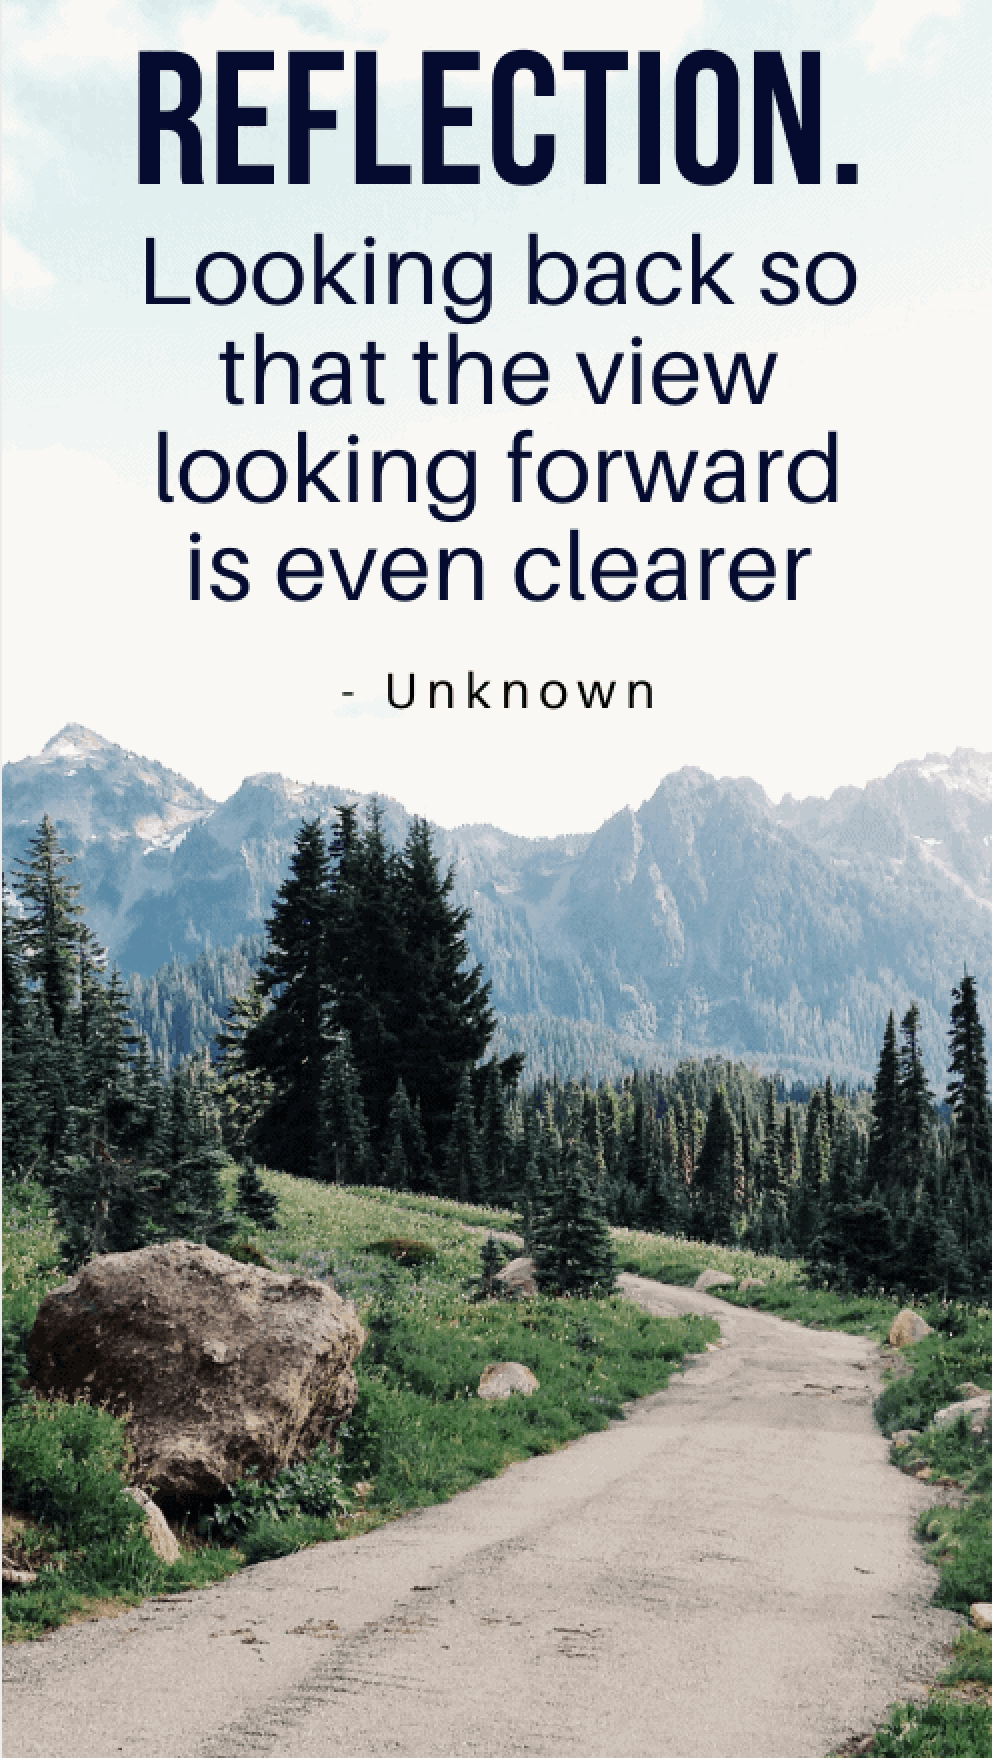 REFLECTION.
Looking back so
that the view
looking forward
is even clearer
- Unknown